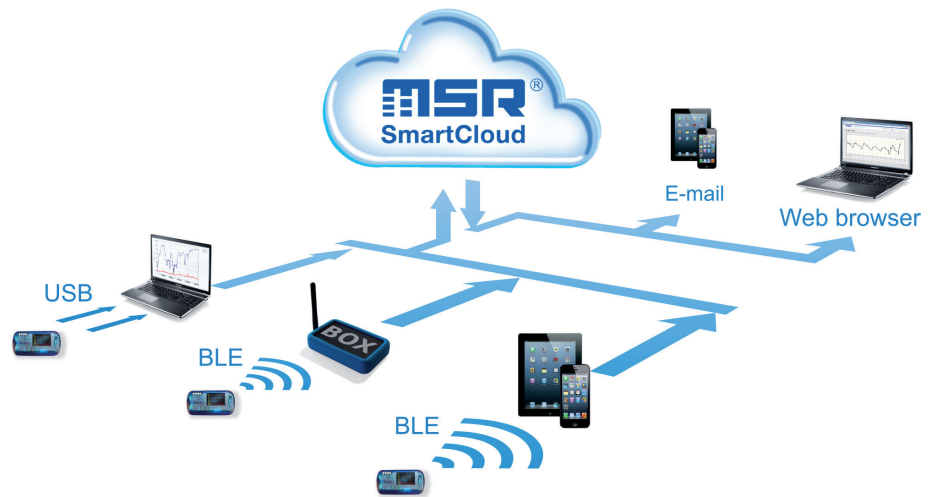 MSR®
SmartCloud
E-mail
Web browser
USB
BOX
BLE
BLE